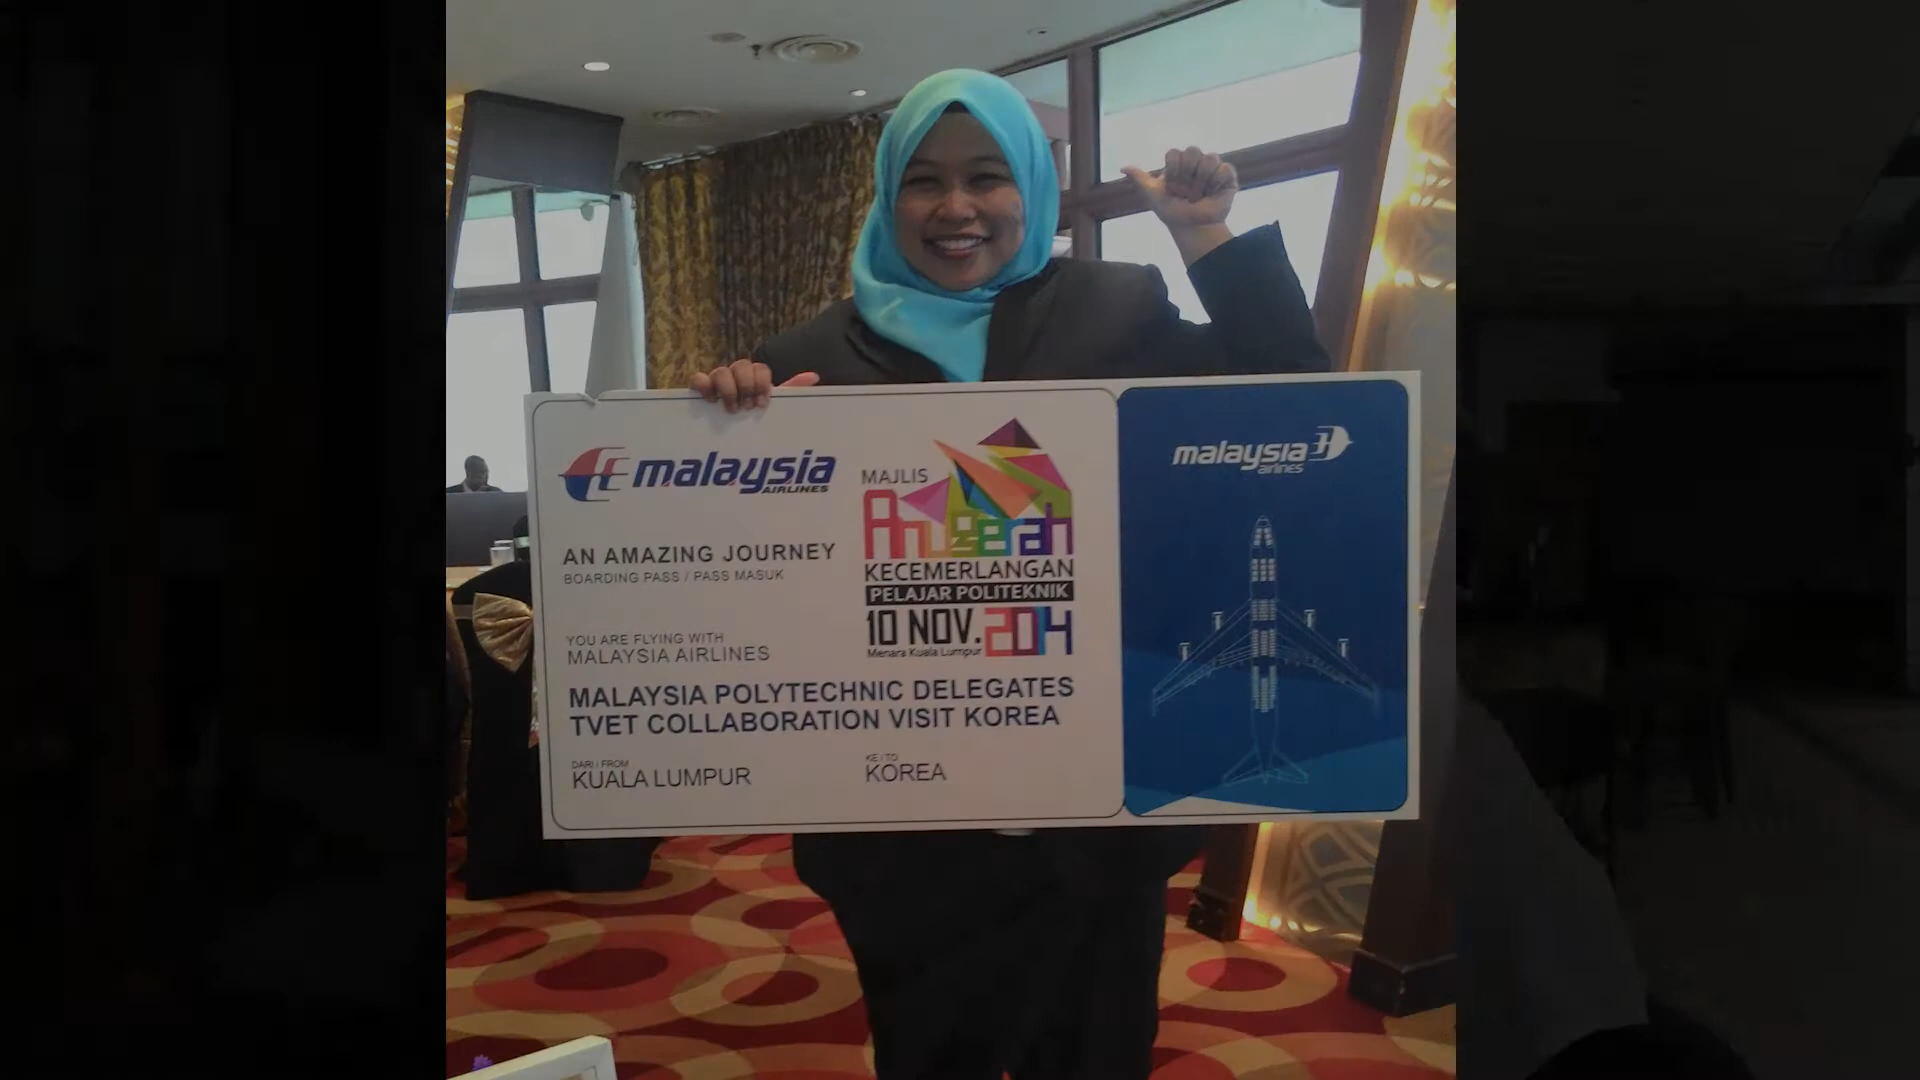 malaysia
AIRLINES
AN AMAZING JOURNEY
BOARDING PASS / PASS MASUK
YOU ARE FLYING WITH
MALAYSIA AIRLINES
MAJLIS
Anugerah
KECEMERLANGAN
PELAJAR POLITEKNIK
10 NOV. 2014
Menara Kuala Lumpur
MALAYSIA POLYTECHNIC DELEGATES
TVET COLLABORATION VISIT KOREA
DARI / FROM
KUALA LUMPUR
KE / TO
KOREA
malaysia
airlines